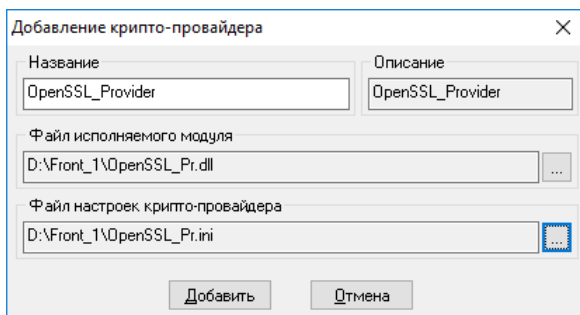 Добавление крипто-провайдера
Название
Описание
OpenSSL_Provider
OpenSSL_Provider
Файл исполняемого модуля
D:\Front_1\OpenSSL_Pr.dll
...
Файл настроек крипто-провайдера
D:\Front_1\OpenSSL_Pr.ini
...
Добавить
Отмена